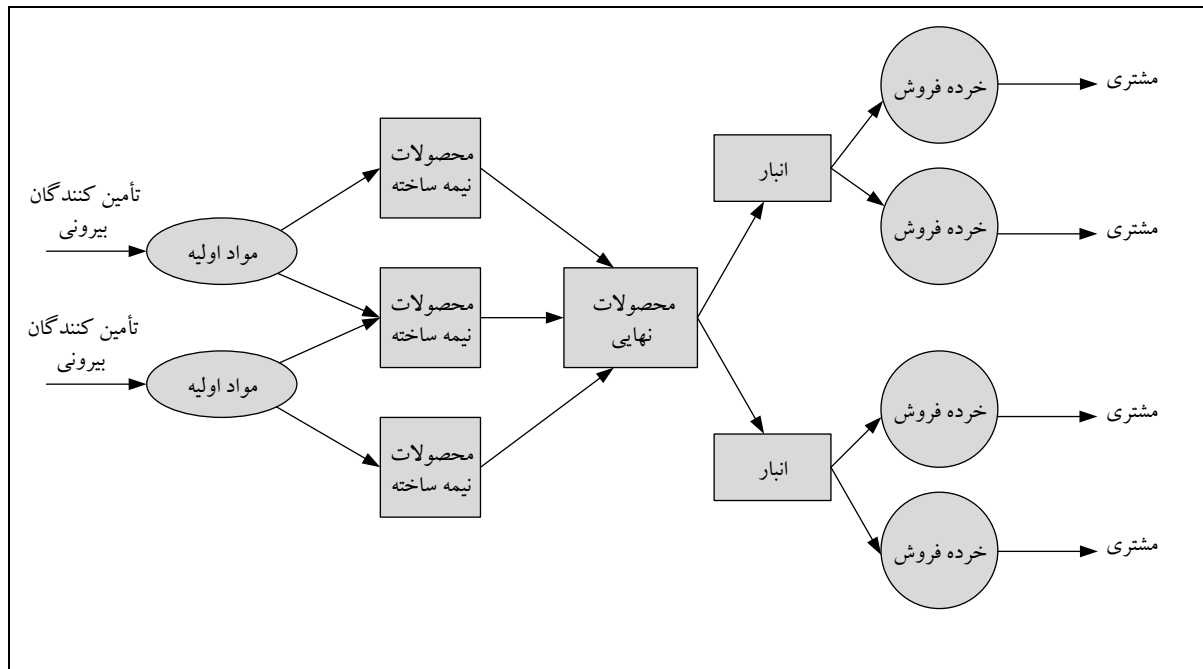 تأمین کنندگان
بیرونی
مواد اولیه
تأمین کنندگان
بیرونی
مواد اولیه
محصولات
نیمه ساخته
محصولات
نیمه ساخته
محصولات
نیمه ساخته
محصولات
نهایی
انبار
انبار
خرده فروش
خرده فروش
خرده فروش
خرده فروش
مشتری
مشتری
مشتری
مشتری